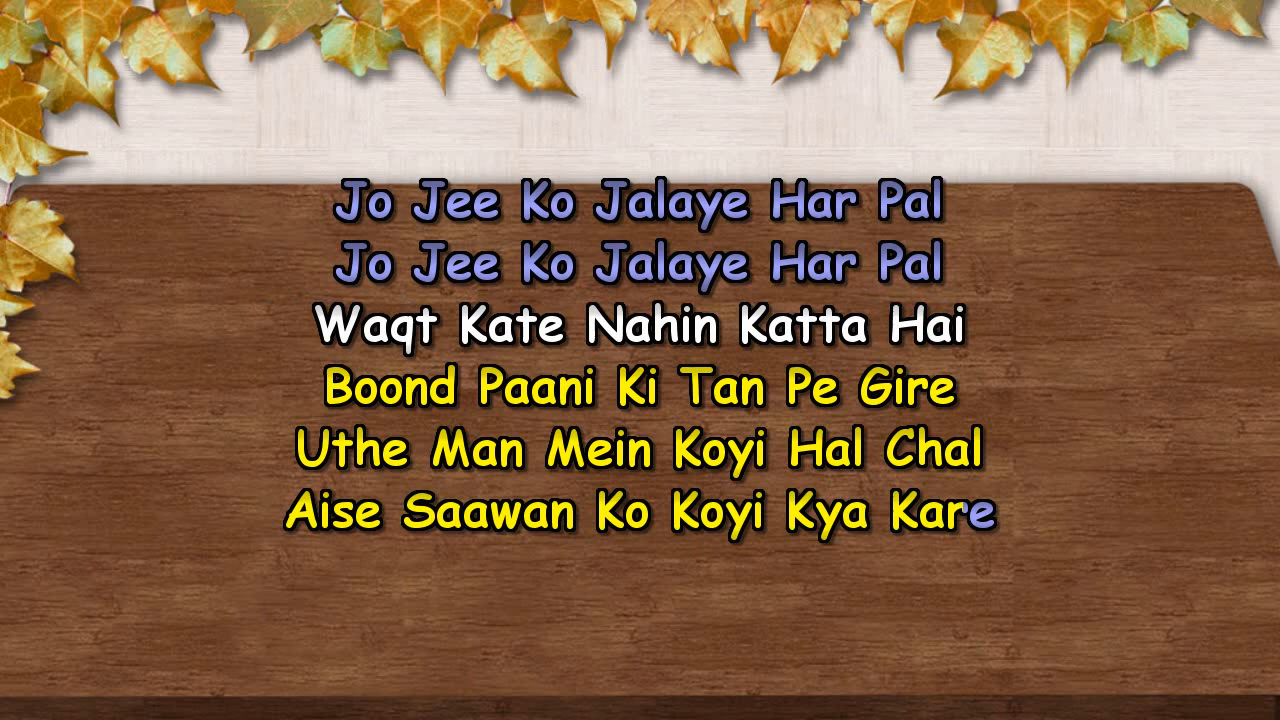 Jo Jee Ko Jalaye Har Pal
Jo Jee Ko Jalaye Har Pal
Waqt Kate Nahin Katta Hai
Boond Paani Ki Tan Pe Gire
Uthe Man Mein Koyi Hal Chal
Aise Saawan Ko Koyi Kya Kare